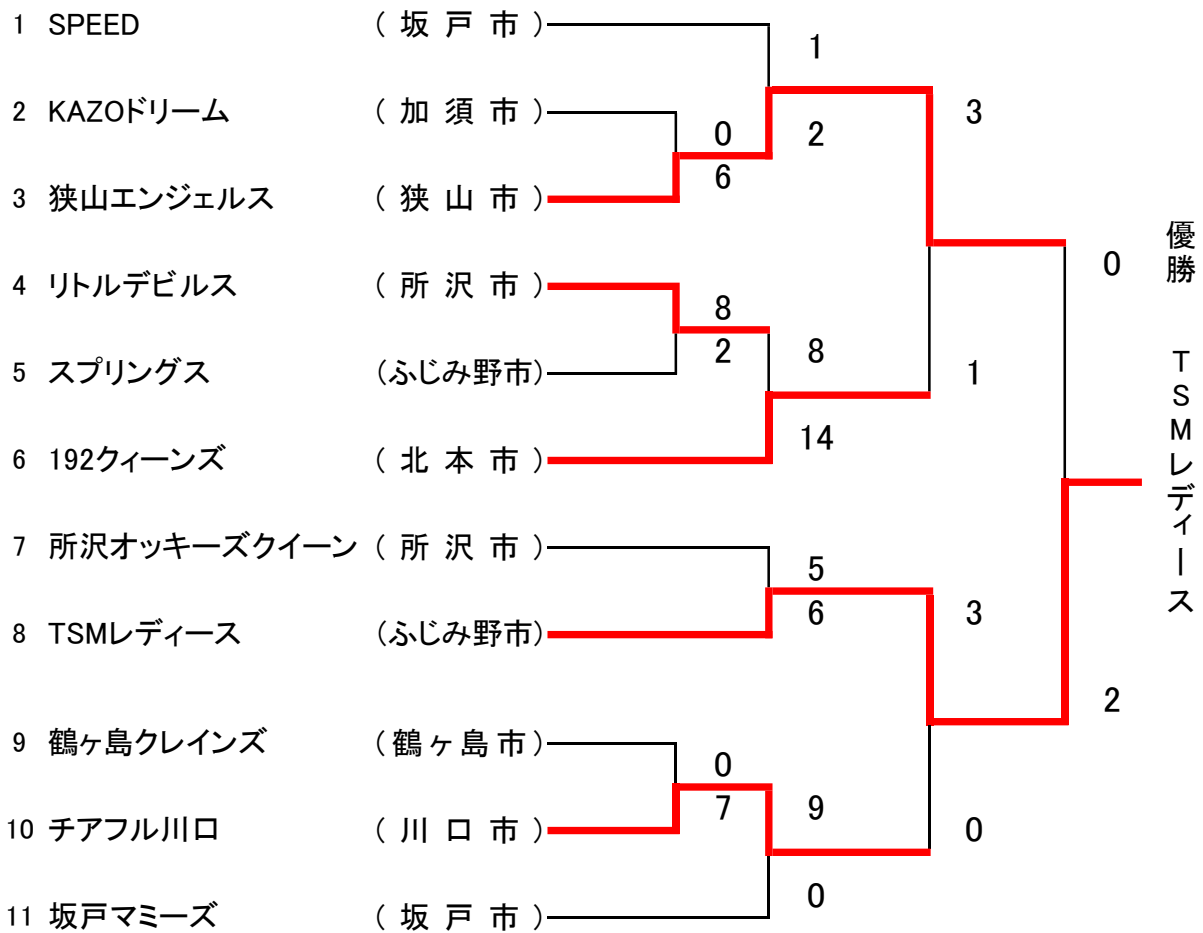 1 SPEED (坂戸市)
2 KAZOドリーム (加須市)
3 狭山エンジェルス (狭山市)
4 リトルデビルス (所沢市)
5 スプリングス (ふじみ野市)
6 192クィーンズ (北本市)
7 所沢オッキーズクイーン (所沢市)
8 TSMレディース (ふじみ野市)
9 鶴ヶ島クレインズ (鶴ヶ島市)
10 チアフル川口 (川口市)
11 坂戸マミーズ (坂戸市)
0
6
8
2
0
7
1
2
8
14
5
6
9
0
3
1
3
0
0
2
優勝 TSMレディース